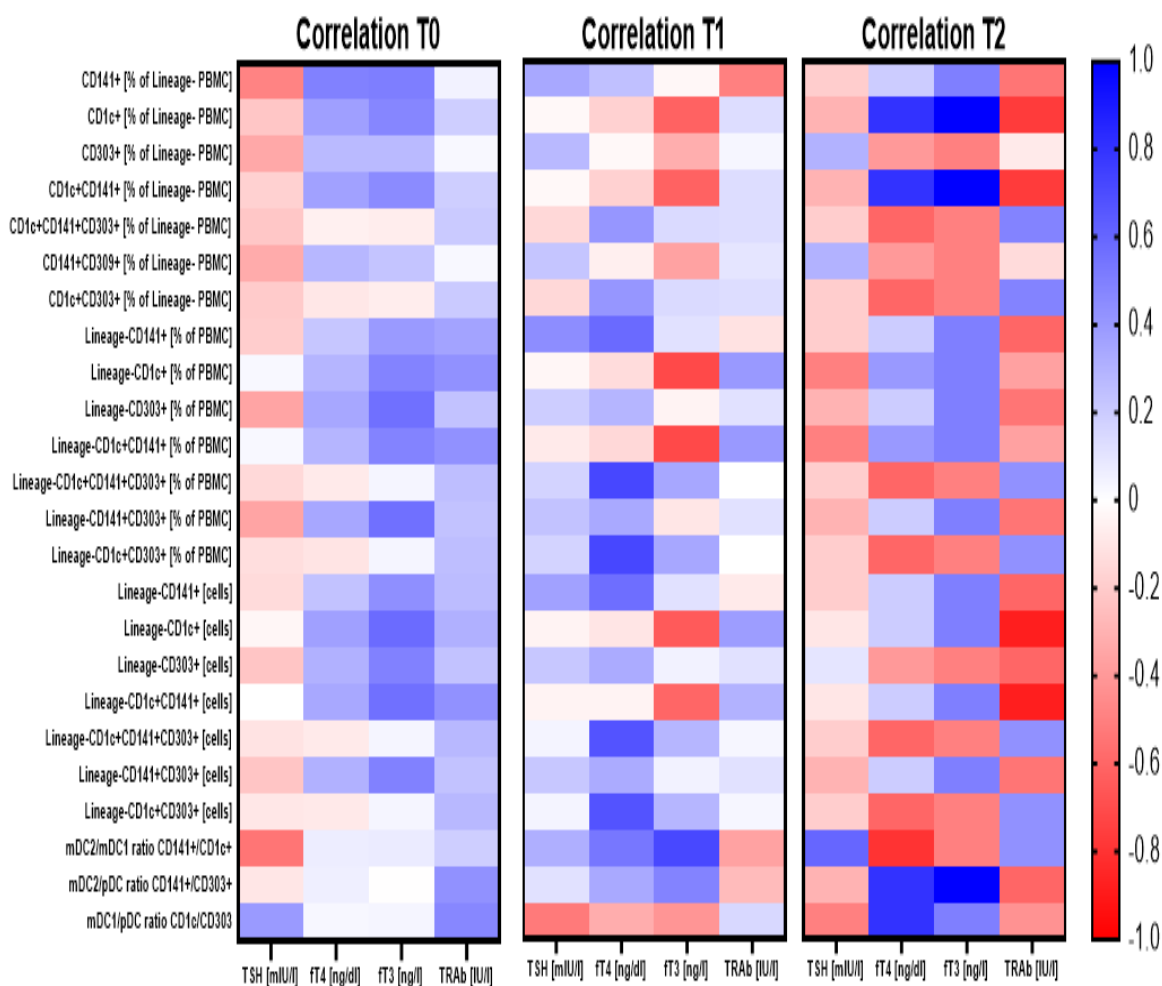 Correlation T0
Correlation T1
Correlation T2
CD141+ [% of Lineage- PBMC]
CD1c+ [% of Lineage- PBMC]
CD303+ [% of Lineage- PBMC]
CD1c+CD141+ [% of Lineage- PBMC]
CD1c+CD141+CD303+ [% of Lineage- PBMC]
CD141+CD309+ [% of Lineage- PBMC]
CD1c+CD303+ [% of Lineage- PBMC]
Lineage-CD141+ [% of PBMC]
Lineage-CD1c+ [% of PBMC]
Lineage-CD303+ [% of PBMC]
Lineage-CD1c+CD141+ [% of PBMC]
Lineage-CD1c+CD141+CD303+ [% of PBMC]
Lineage-CD141+CD303+ [% of PBMC]
Lineage-CD1c+CD303+ [% of PBMC]
Lineage-CD141+ [cells]
Lineage-CD1c+ [cells]
Lineage-CD303+ [cells]
Lineage-CD1c+CD141+ [cells]
Lineage-CD1c+CD141+CD303+ [cells]
Lineage-CD141+CD303+ [cells]
Lineage-CD1c+CD303+ [cells]
mDC2/mDC1 ratio CD141+/CD1c+
mDC2/pDC ratio CD141+/CD303+
mDC1/pDC ratio CD1c/CD303
TSH [mIU/l]
fT4 [ng/dl]
fT3 [ng/l]
TRAb [IU/l]
TSH [mIU/l]
fT4 [ng/dl]
fT3 [ng/l]
TRAb [IU/l]
TSH [mIU/l]
fT4 [ng/dl]
fT3 [ng/l]
TRAb [IU/l]
1.0
0.8
0.6
0.4
0.2
0
-0.2
-0.4
-0.6
-0.8
-1.0